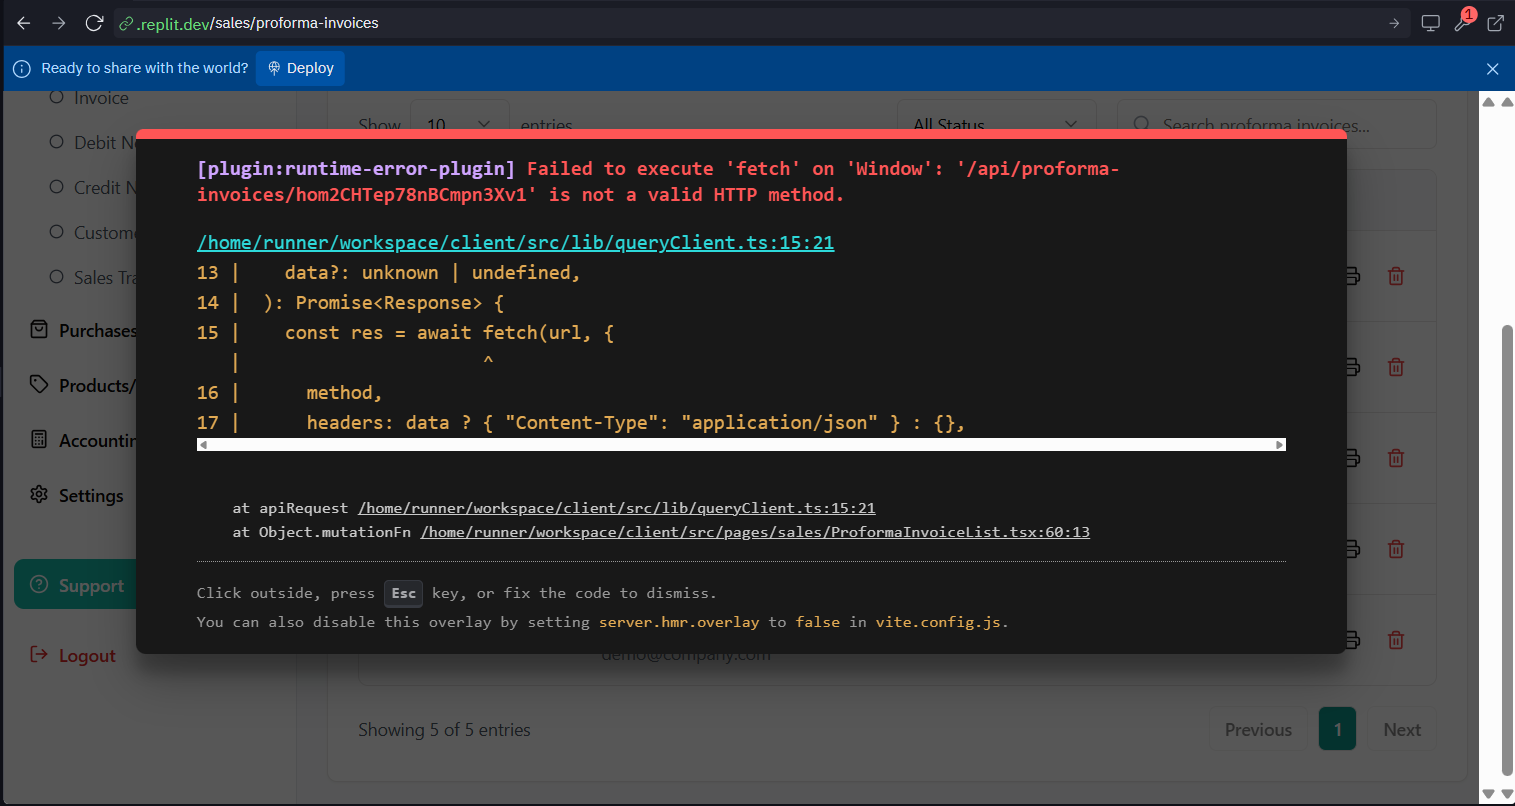 .replit.dev/sales/proforma-invoices
1
Ready to share with the world? Deploy
Invoice
Show 10 entries All Status Search proforma invoices...
Debit
Credit
Sales
Purchases
Products/
Settings
Support
Logout
[plugin:runtime-error-plugin] Failed to execute 'fetch' on 'Window': '/api/proforma-
invoices/hom2CHTep78nBCmpn3Xv1' is not a valid HTTP method.
/home/runner/workspace/client/src/lib/queryClient.ts:15:21
13 | data?: unknown | undefined,
14 | ): Promise<Response> {
15 | const res = await fetch(url, {
| ^
16 | method,
17 | headers: data ? { "Content-Type": "application/json" } : {},
at apiRequest /home/runner/workspace/client/src/lib/queryClient.ts:15:21
at Object.mutationFn /home/runner/workspace/client/src/pages/sales/ProformaInvoiceList.tsx:60:13
Click outside, press Esc key, or fix the code to dismiss.
You can also disable this overlay by setting server.hmr.overlay to false in vite.config.js.
demo@company.com
Showing 5 of 5 entries
Previous 1 Next